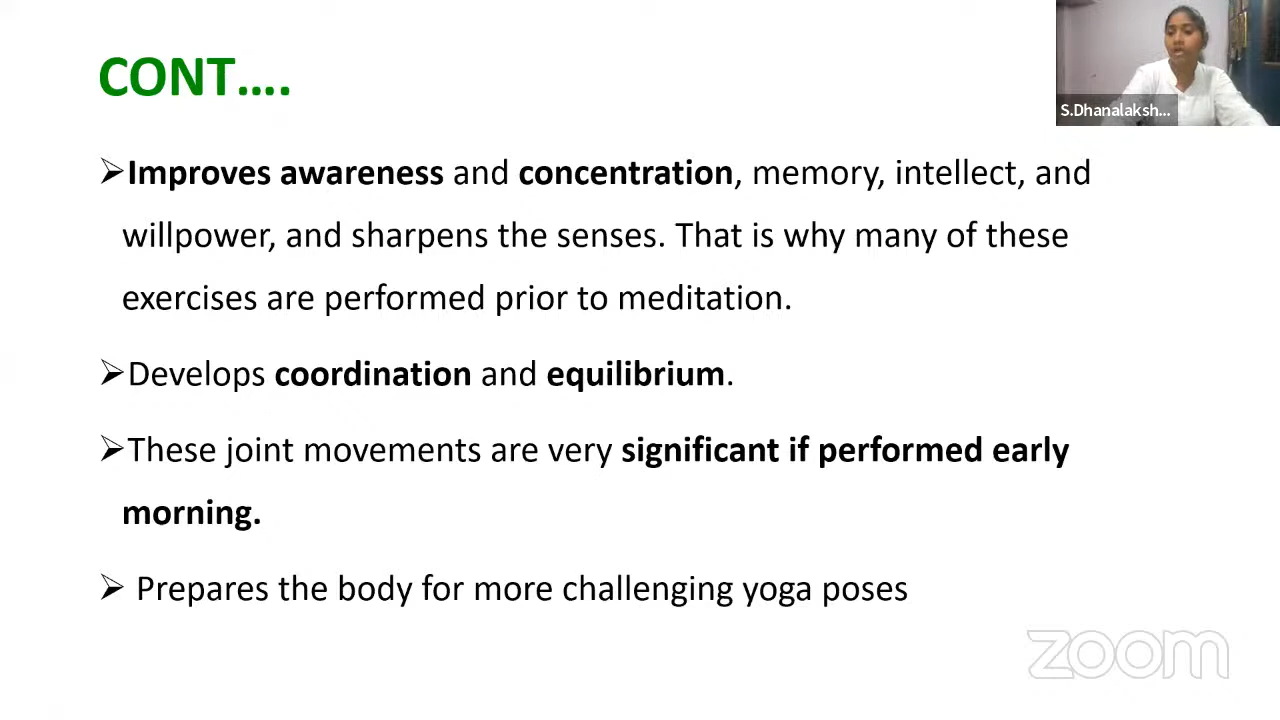 CONT….
S.Dhanalaksh...
➢Improves awareness and concentration, memory, intellect, and
willpower, and sharpens the senses. That is why many of these
exercises are performed prior to meditation.
➢Develops coordination and equilibrium.
➢These joint movements are very significant if performed early
morning.
➢ Prepares the body for more challenging yoga poses
zoom